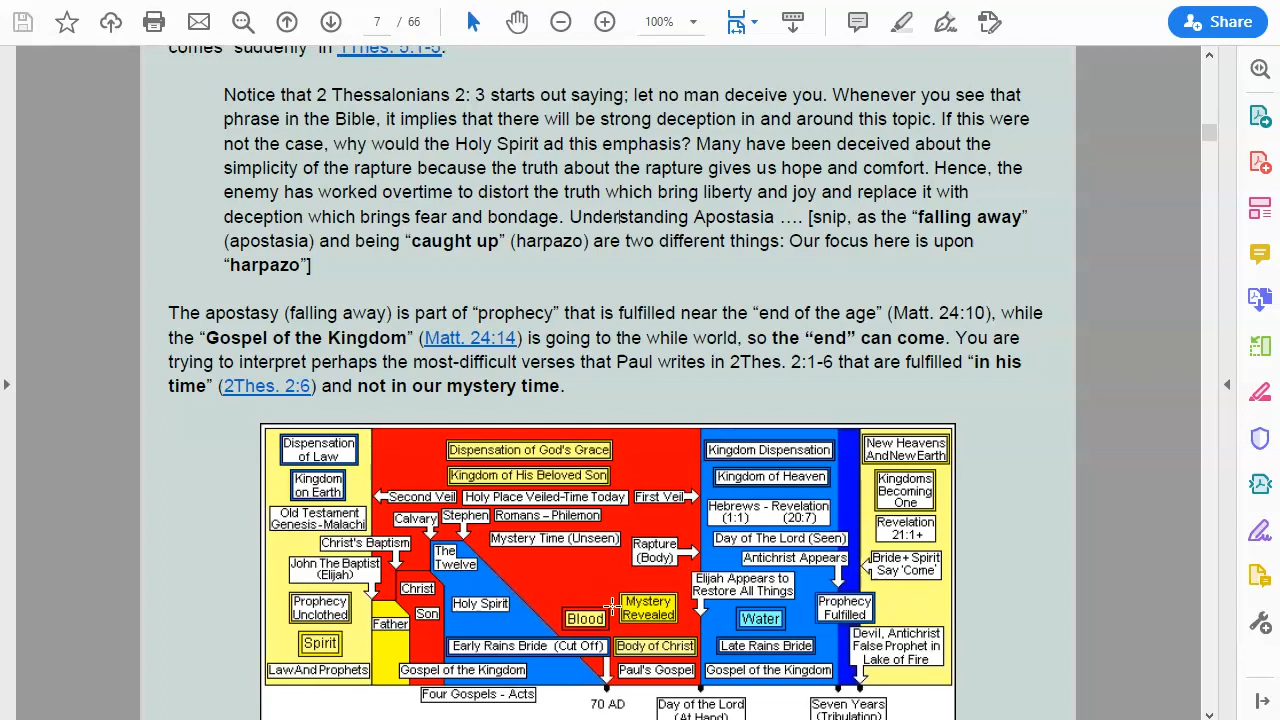 7 / 66
100%
Share
comes "suddenly" in 1Thes. 5:1-5.
Notice that 2 Thessalonians 2: 3 starts out saying; let no man deceive you. Whenever you see that
phrase in the Bible, it implies that there will be strong deception in and around this topic. If this were
not the case, why would the Holy Spirit ad this emphasis? Many have been deceived about the
simplicity of the rapture because the truth about the rapture gives us hope and comfort. Hence, the
enemy has worked overtime to distort the truth which bring liberty and joy and replace it with
deception which brings fear and bondage. Understanding Apostasia .... [snip, as the “falling away”
(apostasia) and being “caught up” (harpazo) are two different things: Our focus here is upon
“harpazo”]
The apostasy (falling away) is part of “prophecy” that is fulfilled near the “end of the age” (Matt. 24:10), while
the “Gospel of the Kingdom” (Matt. 24:14) is going to the while world, so the “end” can come. You are
trying to interpret perhaps the most-difficult verses that Paul writes in 2Thes. 2:1-6 that are fulfilled “in his
time” (2Thes. 2:6) and not in our mystery time.
Dispensation
of Law
Kingdom
on Earth
Old Testament
Genesis - Malachi
Christ's Baptism
John The Baptist
(Elijah)
Prophecy
Unclothed
Spirit
Law And Prophets
Dispensation of God's Grace
Kingdom of His Beloved Son
Second Veil
Holy Place Veiled-Time Today
First Veil
Calvary
Stephen
Romans – Philemon
Mystery Time (Unseen)
Rapture
(Body)
The
Twelve
Christ
Son
Father
Holy Spirit
Blood
Mystery
Revealed
Early Rains Bride (Cut Off)
Body of Christ
Gospel of the Kingdom
Paul's Gospel
Four Gospels - Acts
70 AD
Kingdom Dispensation
Kingdom of Heaven
Hebrews - Revelation
(1:1) (20:7)
Day of The Lord (Seen)
Antichrist Appears
Elijah Appears to
Restore All Things
Water
Prophecy
Fulfilled
Late Rains Bride
Gospel of the Kingdom
Day of the Lord
(At Hand)
Seven Years
(Tribulation)
New Heavens
And New Earth
Kingdoms
Becoming
One
Revelation
21:1+
Bride + Spirit
Say 'Come'
Devil, Antichrist
False Prophet in
Lake of Fire